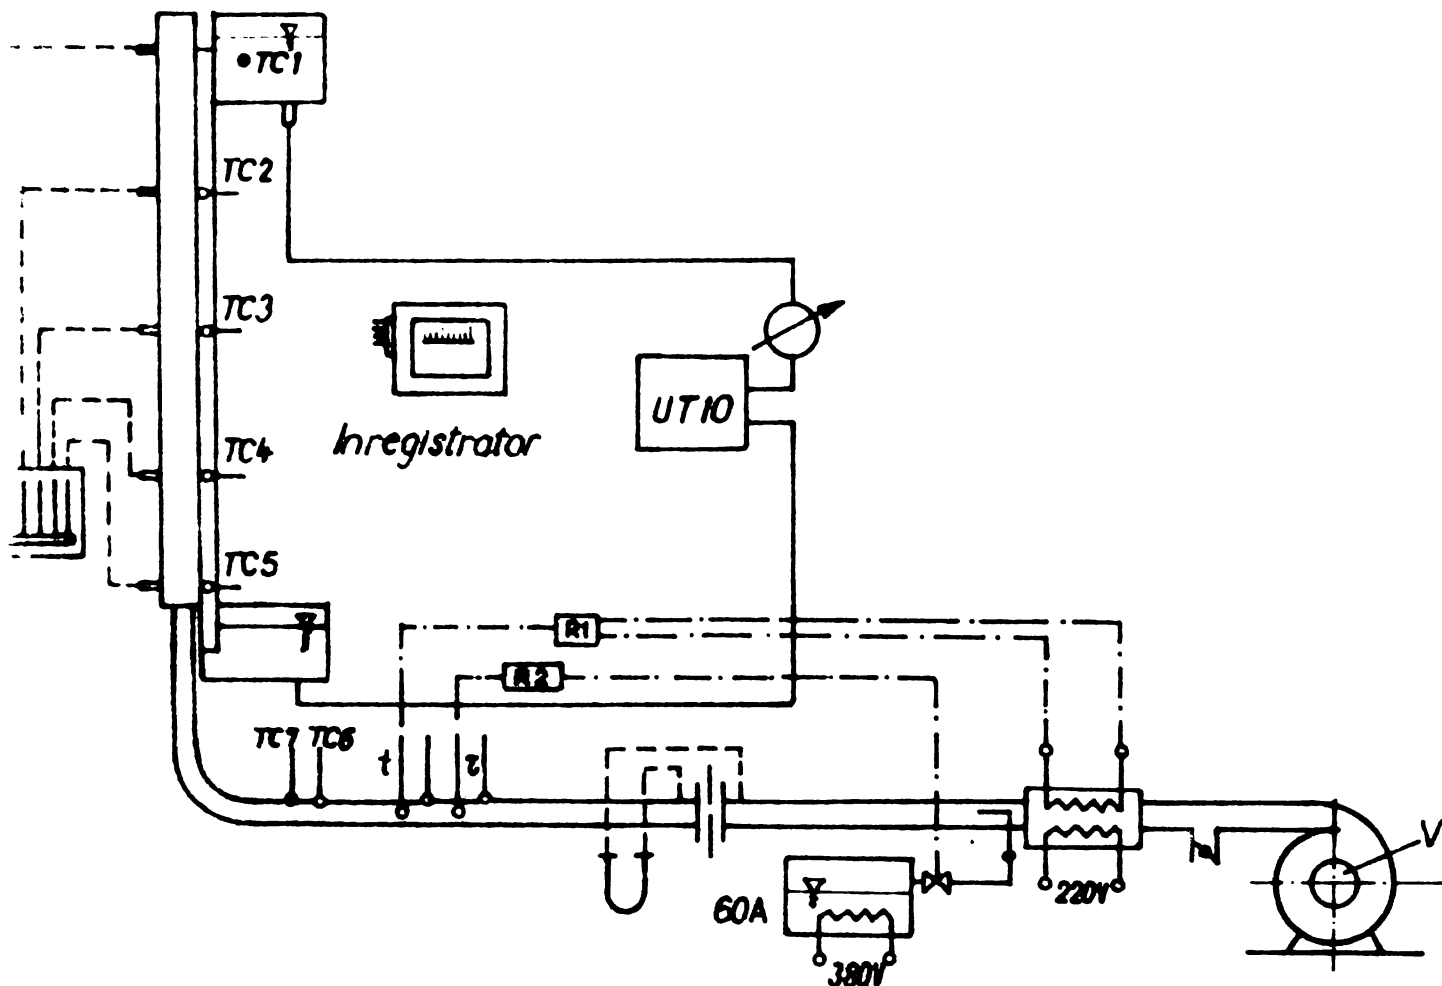 TC1
TC2
TC3
UT10
Inregistrator
TC4
TC5
R1
R2
TC7 TC6
t
τ
V
60A
220V
380V